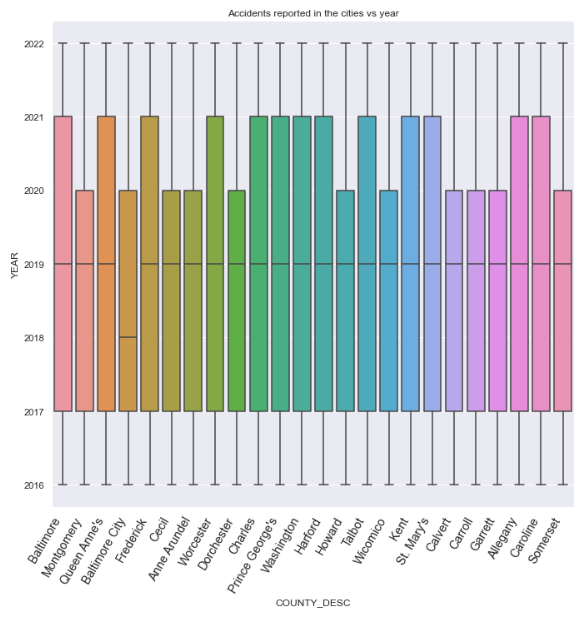 Accidents reported in the cities vs year
YEAR
2022
2021
2020
2019
2018
2017
2016
Baltimore
Montgomery
Queen Anne's
Baltimore City
Frederick
Cecil
Anne Arundel
Worcester
Dorchester
Charles
Prince George's
Washington
Harford
Howard
Talbot
Wicomico
Kent
St. Mary's
Calvert
Carroll
Garrett
Allegany
Caroline
Somerset
COUNTY_DESC